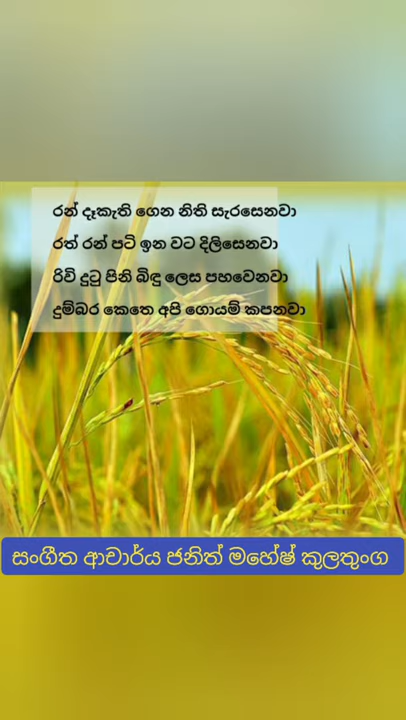 රන් දෑකැති ගෙන නිති සැරසෙනවා
රත් රන් පටි ඉන වට දිලිසෙනවා
රිවි දුටු පිනි බිඳු ලෙස පහවෙනවා
දුම්බර කෙතෙ අපි ගොයම් කපනවා
සංගීත ආචාර්ය ජනිත් මහේෂ් කුලතුංග